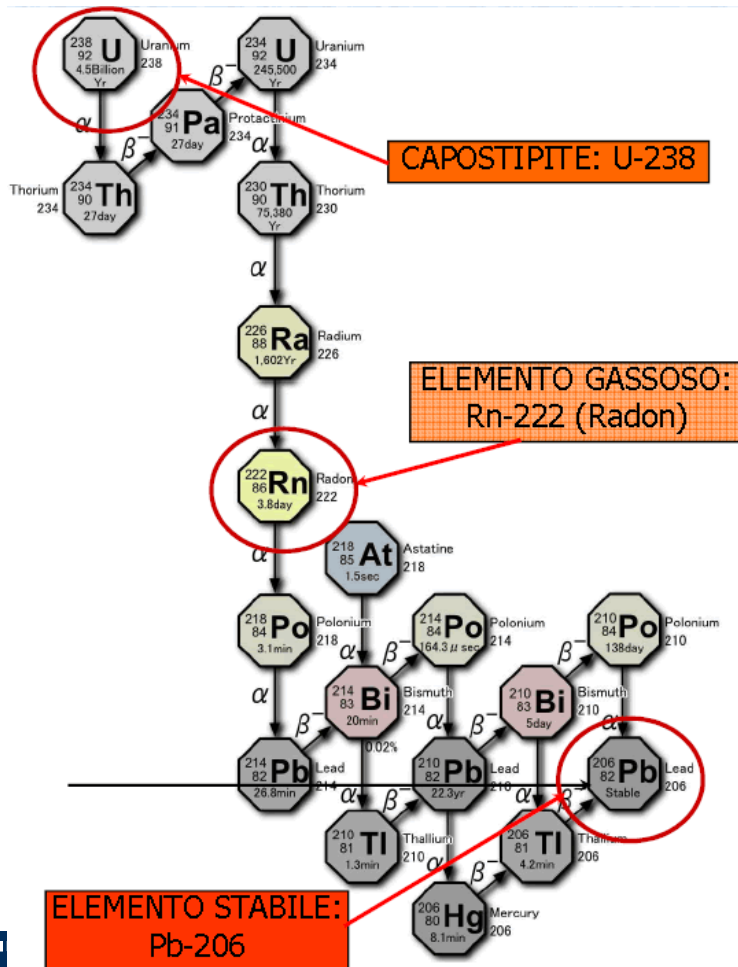 238
92 U
4.5Billion
Yr
Uranium
238
234
92 U
245,500
Yr
Uranium
234
α
β⁻
234
91 Pa
27day
Protactinium
234
β⁻
α
CAPOSTIPITE: U-238
Thorium
234
234
90 Th
27day
230
90 Th
75,380
Yr
Thorium
230
α
226
88 Ra
1,602Yr
Radium
226
α
ELEMENTO GASSOSO:
Rn-222 (Radon)
222
86 Rn
3.8day
Radon
222
α
218
85 At
1.5sec
Astatine
218
218
84 Po
3.1min
Polonium
218
α
β⁻
214
84 Po
164.3 μ sec
Polonium
214
β⁻
210
84 Po
138day
Polonium
210
α
β⁻
214
83 Bi
20min
Bismuth
214
0.02%
α
β⁻
210
83 Bi
5day
Bismuth
210
α
214
82 Pb
26.8min
Lead
214
α
β⁻
210
82 Pb
22.3yr
Lead
210
α
β⁻
206
82 Pb
Stable
Lead
206
210
81 Tl
1.3min
Thallium
210
α
β⁻
206
81 Tl
4.2min
Thallium
206
206
80 Hg
8.1min
Mercury
206
ELEMENTO STABILE:
Pb-206